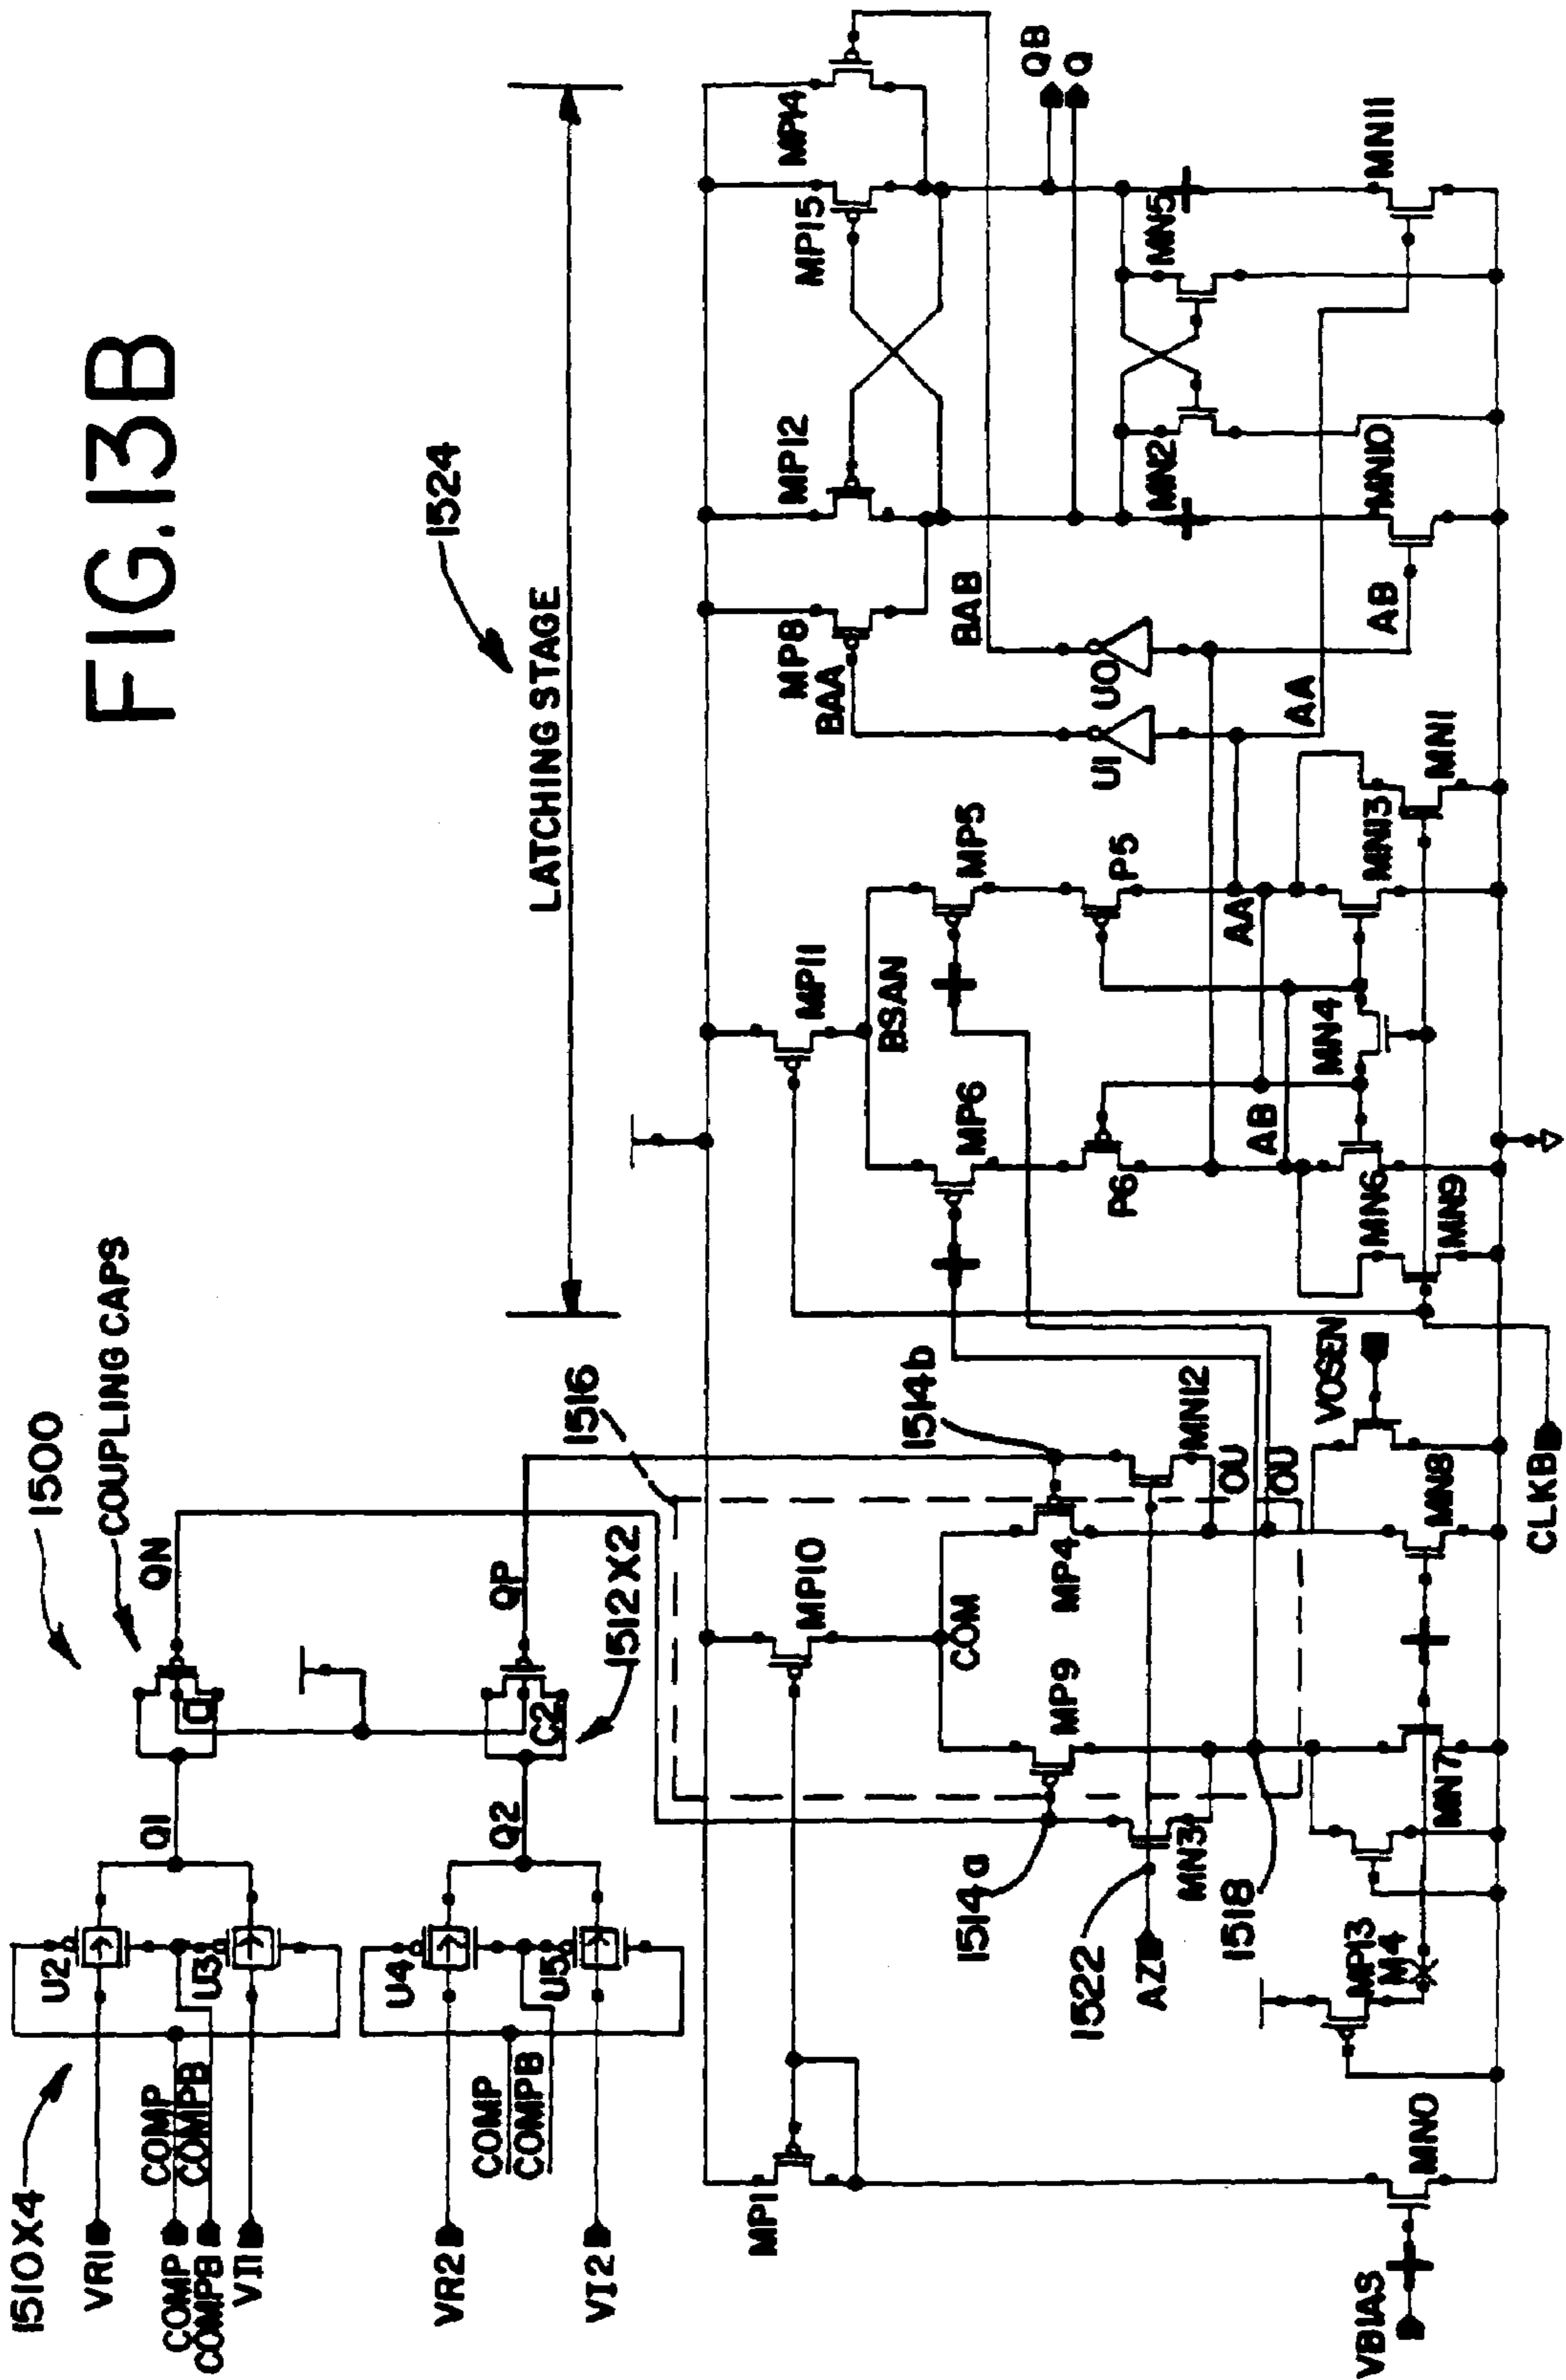 FIG.13B
1500
COUPLING CAPS
1510X4
U2
Q1
C1
QN
VR1
COMP
COMP
COMPB
COMPB
U3
VI1
U4
Q2
C2
QP
VR2
COMP
COMPB
U5
VI2
1512X2
1516
1524
LATCHING STAGE
MP1
MP10
MP11
MP12
MP15
MP14
COM
BSAN
MP8
BAA
BAB
1514a
MP9
MP4
1514b
MP6
MP5
QB
Q
1522
AZ
MN3
MN12
P6
P5
U1
U0
MN2
MN5
1518
OU
OU
AB
AA
AA
AB
MP13
M4
MN7
MN8
VOSEN
MN6
MN4
MN13
MN9
MN1
MN10
MN11
MN0
VBIAS
CLKB